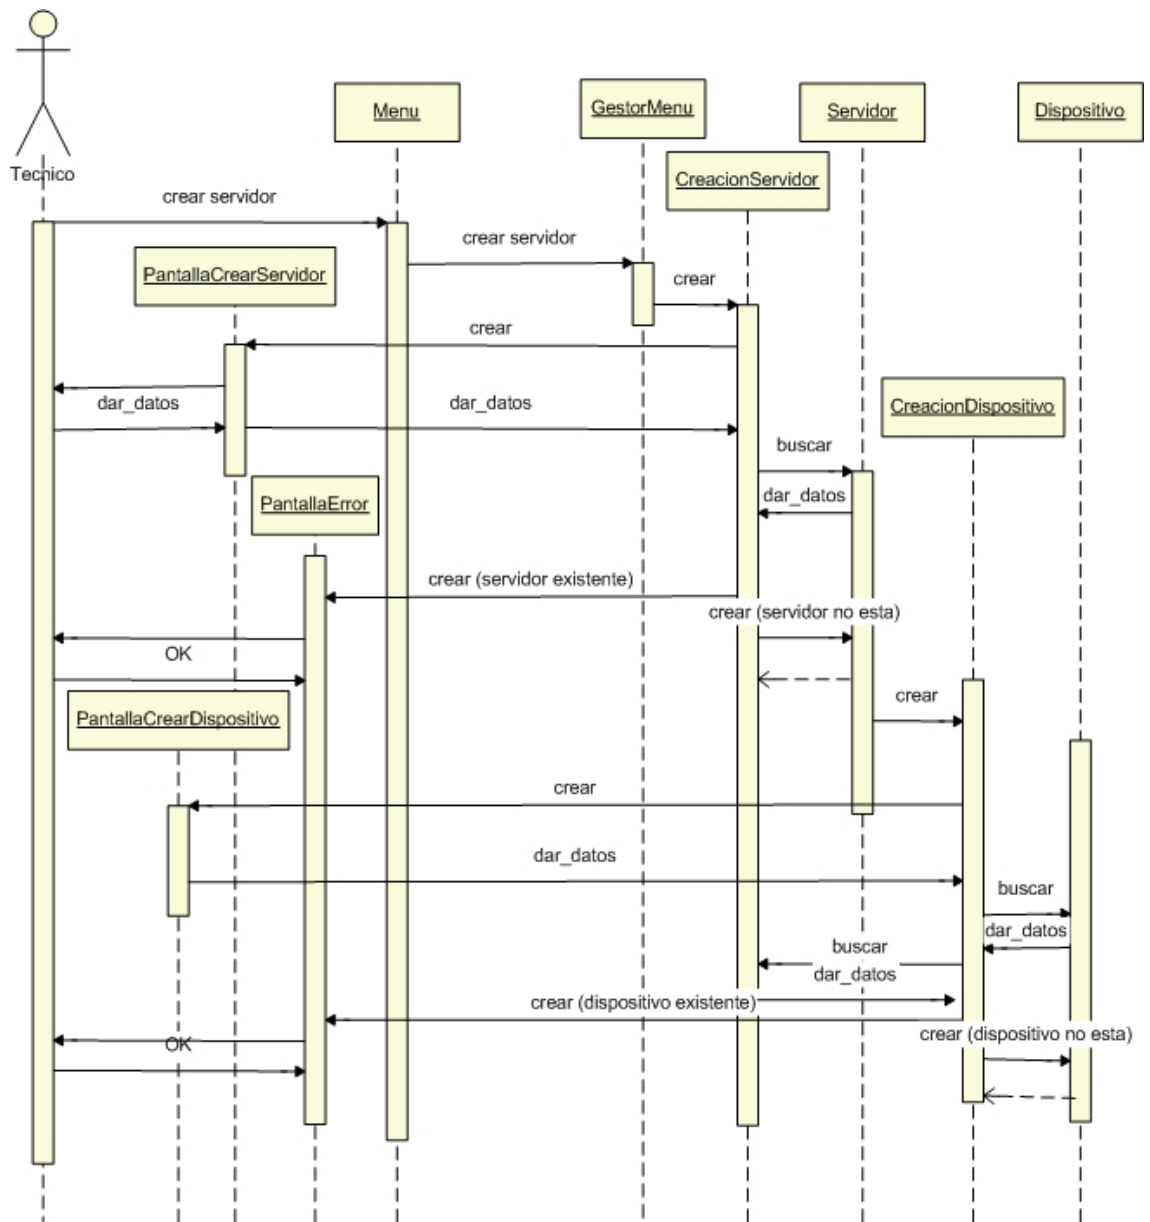 Tecnico
Menu
GestorMenu
Servidor
Dispositivo
CreacionServidor
crear servidor
crear servidor
PantallaCrearServidor
crear
crear
dar_datos
dar_datos
CreacionDispositivo
buscar
dar_datos
PantallaError
crear (servidor existente)
crear (servidor no esta)
OK
crear
PantallaCrearDispositivo
crear
dar_datos
buscar
dar_datos
buscar
dar_datos
crear (dispositivo existente)
crear (dispositivo no esta)
OK